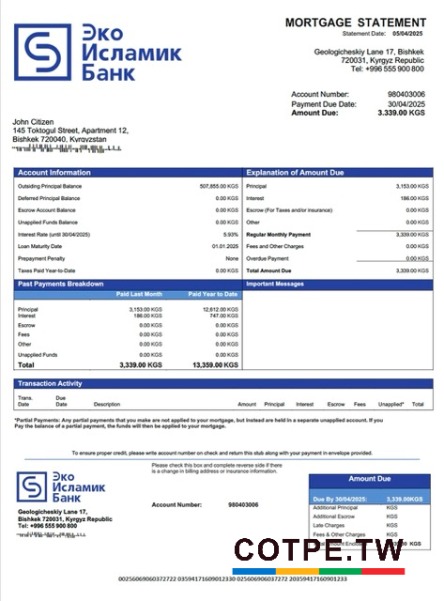 Эко
Исламик
Банк
MORTGAGE STATEMENT
Statement Date: 05/04/2025
Geologicheskiy Lane 17, Bishkek
720031, Kyrgyz Republic
Tel: +996 555 900 800
Account Number: 980403006
Payment Due Date: 30/04/2025
Amount Due: 3.339.00 KGS
John Citizen
145 Toktogul Street, Apartment 12,
Bishkek 720040, Kyrgyzstan
Account Information
Outsiding Principal Balance 507,855.00 KGS
Deferred Principal Balance 0.00 KGS
Escrow Account Balance 0.00 KGS
Unapplied Funds Balance 0.00 KGS
Interest Rate (until 30/04/2025) 5.93%
Loan Maturity Date 01.01.2025
Prepayment Penalty None
Taxes Paid Year-to-Date 0.00 KGS
Explanation of Amount Due
Principal 3,153.00 KGS
Interest 186.00 KGS
Escrow (For Taxes and/or Insurance) 0.00 KGS
Other 0.00 KGS
Regular Monthly Payment 3,339.00 KGS
Fees and Other Charges 0.00 KGS
Overdue Payment 0.00 KGS
Total Amount Due 3,339.00 KGS
Past Payments Breakdown
Paid Last Month Paid Year to Date
Principal 3,153.00 KGS 12,612.00 KGS
Interest 186.00 KGS 747.00 KGS
Escrow 0.00 KGS 0.00 KGS
Fees 0.00 KGS 0.00 KGS
Other 0.00 KGS 0.00 KGS
Unapplied Funds 0.00 KGS 0.00 KGS
Total 3,339.00 KGS 13,359.00 KGS
Important Messages
Transaction Activity
Trans. Date Due Date Description Amount Principal Interest Escrow Fees Unapplied* Total
*Partial Payments: Any partial payments that you make are not applied to your mortgage, but instead are held in a separate unapplied account. If you
Pay the balance of a partial payment, the funds will then be applied to your mortgage.
To ensure proper credit, please write account number on check and return this club along with your payment in envelope provided.
Эко
Исламик
Банк
Geologicheskiy Lane 17,
Bishkek 720031, Kyrgyz Republic
Tel: +996 555 900 800
Please check this box and complete reverse side if there
is a change in billing address or insurance information.
Account Number: 980403006
Amount Due
Due By 30/04/2025: 3,339.00KGS
Additional Principal KGS
Additional Escrow KGS
Late Charges KGS
Fees & Other Charges KGS
KGS
COTPE.TW